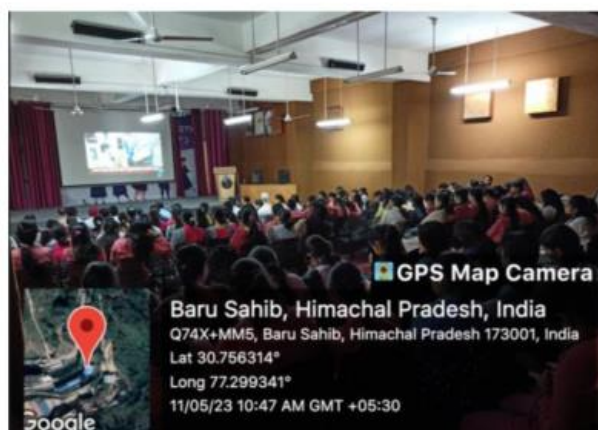 GPS Map Camera
Baru Sahib, Himachal Pradesh, India
Q74X+MM5, Baru Sahib, Himachal Pradesh 173001, India
Lat 30.756314°
Long 77.299341°
11/05/23 10:47 AM GMT +05:30
Google